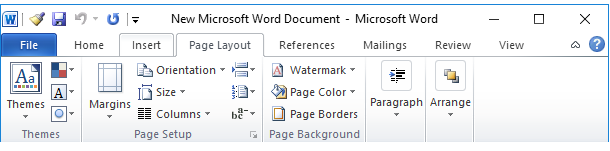 New Microsoft Word Document - Microsoft Word
File Home Insert Page Layout References Mailings Review View
Orientation Watermark
Size Page Color
Themes Margins Columns Page Borders Paragraph Arrange
Themes Page Setup Page Background